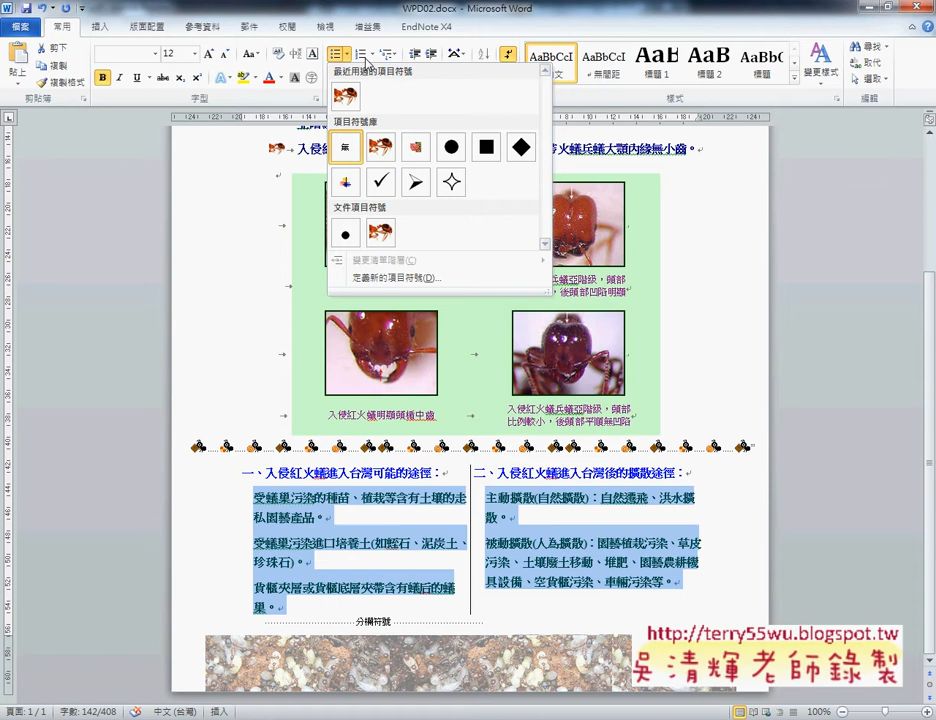 WPD02.docx - Microsoft Word
檔案 常用 插入 版面配置 參考資料 郵件 校閱 檢視 增益集 EndNote X4
貼上
剪下
複製
複製格式
12
B I U abc X₂ X²
AaBbCcDd AaBbCcDd AaBb AaB AaBbC
無間距 標題 1 標題 2 標題
變更樣式
尋找
取代
選取
剪貼簿 字型 樣式 編輯
最近用過的項目符號
項目符號庫
無
文件項目符號
變更清單階層(C)
定義新的項目符號(D)...
入侵紅火蟻明顯頭楯中齒
入侵紅火蟻兵蟻亞階級，頭部
比例較小，後頭部平順無凹陷
，後頭部凹陷明顯
一、入侵紅火蟻進入台灣可能的途徑：
受蟻巢污染的種苗、植栽等含有土壤的走
私園藝產品。
受蟻巢污染進口培養土(如蛭石、泥炭土、
珍珠石)。
貨櫃夾層或貨櫃底層夾帶含有蟻后的蟻
巢。
二、入侵紅火蟻進入台灣後的擴散途徑：
主動擴散(自然擴散)：自然遷飛、洪水擴
散。
被動擴散(人為擴散)：園藝植栽污染、草皮
污染、土壤廢土移動、堆肥、園藝農耕機
具設備、空貨櫃污染、車輛污染等。
分欄符號
http://terry55wu.blogspot.tw
吳清輝老師錄製
頁面: 1 / 1 字數: 142/408 中文 (台灣) 插入 100%